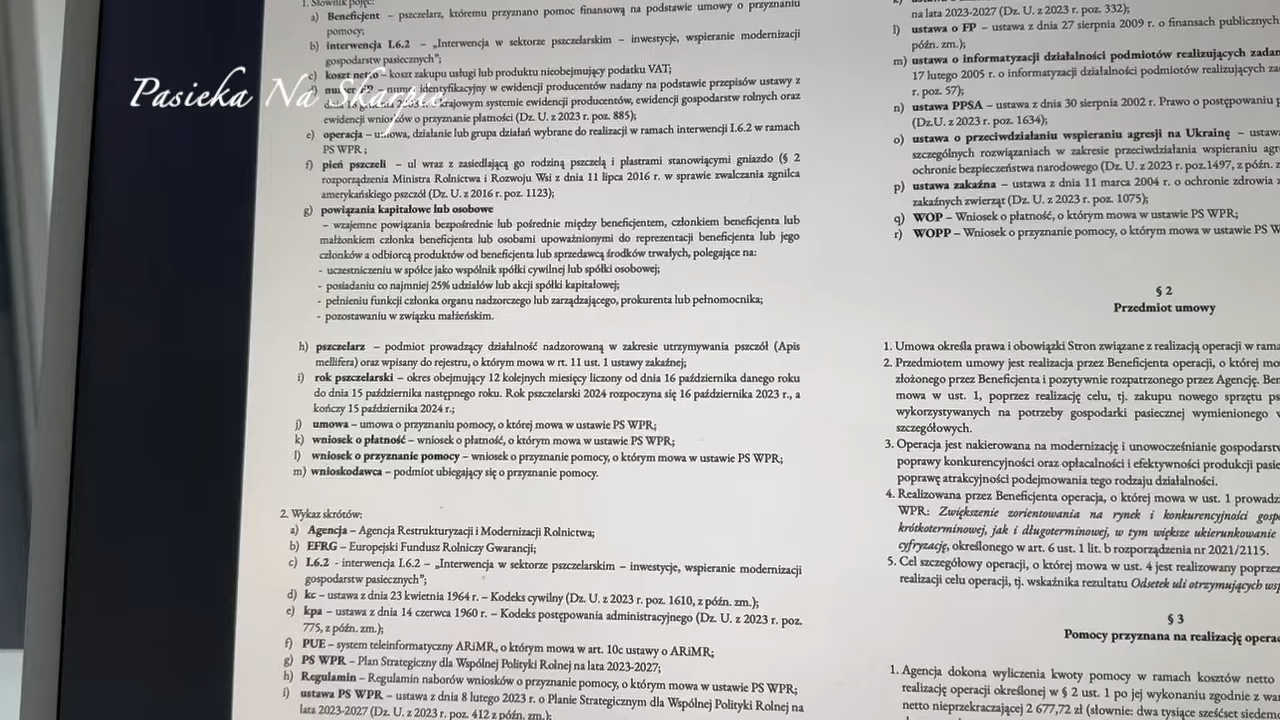 1. Słownik pojęć:
a) Beneficjent – pszczelarz, któremu przyznano pomoc finansową na podstawie umowy o przyznaniu
pomocy;
b) interwencja I.6.2 – „Interwencja w sektorze pszczelarskim – inwestycje, wspieranie modernizacji
gospodarstw pasiecznych”;
c) koszt netto – koszt zakupu usługi lub produktu nieobejmujący podatku VAT;
Pasieka Na Skarpie
d) identyfikacyjny w ewidencji producentów nadany na podstawie przepisów ustawy z
krajowym systemie ewidencji producentów, ewidencji gospodarstw rolnych oraz
ewidencji wniosków o przyznanie płatności (Dz. U. z 2023 r. poz. 885);
e) operacja – umowa, działanie lub grupa działań wybrane do realizacji w ramach interwencji I.6.2 w ramach
PS WPR ;
f) pień pszczeli – ul wraz z zasiedlającą go rodziną pszczelą i plastrami stanowiącymi gniazdo (§ 2
rozporządzenia Ministra Rolnictwa i Rozwoju Wsi z dnia 11 lipca 2016 r. w sprawie zwalczania zgnilca
amerykańskiego pszczół (Dz. U. z 2016 r. poz. 1123);
g) powiązania kapitałowe lub osobowe
– wzajemne powiązania bezpośrednie lub pośrednie między beneficjentem, członkiem beneficjenta lub
małżonkiem członka beneficjenta lub osobami upoważnionymi do reprezentacji beneficjenta lub jego
członków a odbiorcą produktów od beneficjenta lub sprzedawcą środków trwałych, polegające na:
- uczestniczeniu w spółce jako wspólnik spółki cywilnej lub spółki osobowej;
- posiadaniu co najmniej 25% udziałów lub akcji spółki kapitałowej;
- pełnieniu funkcji członka organu nadzorczego lub zarządzającego, prokurenta lub pełnomocnika;
- pozostawaniu w związku małżeńskim.
h) pszczelarz – podmiot prowadzący działalność nadzorowaną w zakresie utrzymywania pszczół (Apis
mellifera) oraz wpisany do rejestru, o którym mowa w rt. 11 ust. 1 ustawy zakaźnej;
i) rok pszczelarski – okres obejmujący 12 kolejnych miesięcy liczony od dnia 16 października danego roku
do dnia 15 października następnego roku. Rok pszczelarski 2024 rozpoczyna się 16 października 2023 r., a
kończy 15 października 2024 r.;
j) umowa – umowa o przyznaniu pomocy, o której mowa w ustawie PS WPR;
k) wniosek o płatność – wniosek o płatność, o którym mowa w ustawie PS WPR;
l) wniosek o przyznanie pomocy – wniosek o przyznanie pomocy, o którym mowa w ustawie PS WPR;
m) wnioskodawca – podmiot ubiegający się o przyznanie pomocy.
2. Wykaz skrótów:
a) Agencja – Agencja Restrukturyzacji i Modernizacji Rolnictwa;
b) EFRG – Europejski Fundusz Rolniczy Gwarancji;
c) I.6.2 - interwencja I.6.2 – „Interwencja w sektorze pszczelarskim – inwestycje, wspieranie modernizacji
gospodarstw pasiecznych”;
d) kc – ustawa z dnia 23 kwietnia 1964 r. – Kodeks cywilny (Dz. U. z 2023 r. poz. 1610, z późn. zm.);
e) kpa – ustawa z dnia 14 czerwca 1960 r. – Kodeks postępowania administracyjnego (Dz. U. z 2023 r. poz.
775, z późn. zm.);
f) PUE – system teleinformatyczny ARiMR, o którym mowa w art. 10c ustawy o ARiMR;
g) PS WPR – Plan Strategiczny dla Wspólnej Polityki Rolnej na lata 2023-2027;
h) Regulamin – Regulamin naborów wniosków o przyznanie pomocy, o którym mowa w ustawie PS WPR;
i) ustawa PS WPR – ustawa z dnia 8 lutego 2023 r. o Planie Strategicznym dla Wspólnej Polityki Rolnej na
lata 2023-2027 (Dz. U. z 2023 r. poz. 412 z późn. zm.);
na lata 2023-2027 (Dz. U. z 2023 r. poz. 332);
l) ustawa o FP – ustawa z dnia 27 sierpnia 2009 r. o finansach publicznych
późn. zm.);
m) ustawa o informatyzacji działalności podmiotów realizujących
17 lutego 2005 r. o informatyzacji działalności podmiotów realizujących
r. poz. 57);
n) ustawa PPSA – ustawa z dnia 30 sierpnia 2002 r. Prawo o postępowaniu
(Dz.U. z 2023 r. poz. 1634);
o) ustawa o przeciwdziałaniu wspieraniu agresji na Ukrainę –
szczególnych rozwiązaniach w zakresie przeciwdziałania wspieraniu
ochronie bezpieczeństwa narodowego (Dz. U. z 2023 r. poz.1497, z późn.
p) ustawa zakaźna – ustawa z dnia 11 marca 2004 r. o ochronie zdrowia
zakaźnych zwierząt (Dz. U. z 2023 r. poz. 1075);
q) WOP – Wniosek o płatność, o którym mowa w ustawie PS WPR;
r) WOPP – Wniosek o przyznanie pomocy, o którym mowa w ustawie PS
§ 2
Przedmiot umowy
1. Umowa określa prawa i obowiązki Stron związane z realizacją operacji w
2. Przedmiotem umowy jest realizacja przez Beneficjenta operacji, o której
złożonego przez Beneficjenta i pozytywnie rozpatrzonego przez Agencję.
mowa w ust. 1, poprzez realizację celu, tj. zakupu nowego sprzętu
wykorzystywanych na potrzeby gospodarki pasiecznej wymienionego
szczegółowych.
3. Operacja jest nakierowana na modernizację i unowocześnianie
poprawy konkurencyjności oraz opłacalności i efektywności produkcji
poprawę atrakcyjności podejmowania tego rodzaju działalności.
4. Realizowana przez Beneficjenta operacja, o której mowa w ust. 1
WPR: Zwiększenie zorientowania na rynek i konkurencyjności
krótkoterminowej, jak i długoterminowej, w tym większe ukierunkowanie
cyfryzację, określonego w art. 6 ust. 1 lit. b rozporządzenia nr 2021/2115.
5. Cel szczegółowy operacji, o której mowa w ust. 4 jest realizowany poprzez
realizacji celu operacji, tj. wskaźnika rezultatu Odsetek uli otrzymujących
§ 3
Pomocy przyznana na realizację
1. Agencja dokona wyliczenia kwoty pomocy w ramach kosztów netto
realizację operacji określonej w § 2 ust. 1 po jej wykonaniu zgodnie z
netto nieprzekraczającej 2 677,72 zł (słownie: dwa tysiące sześćset